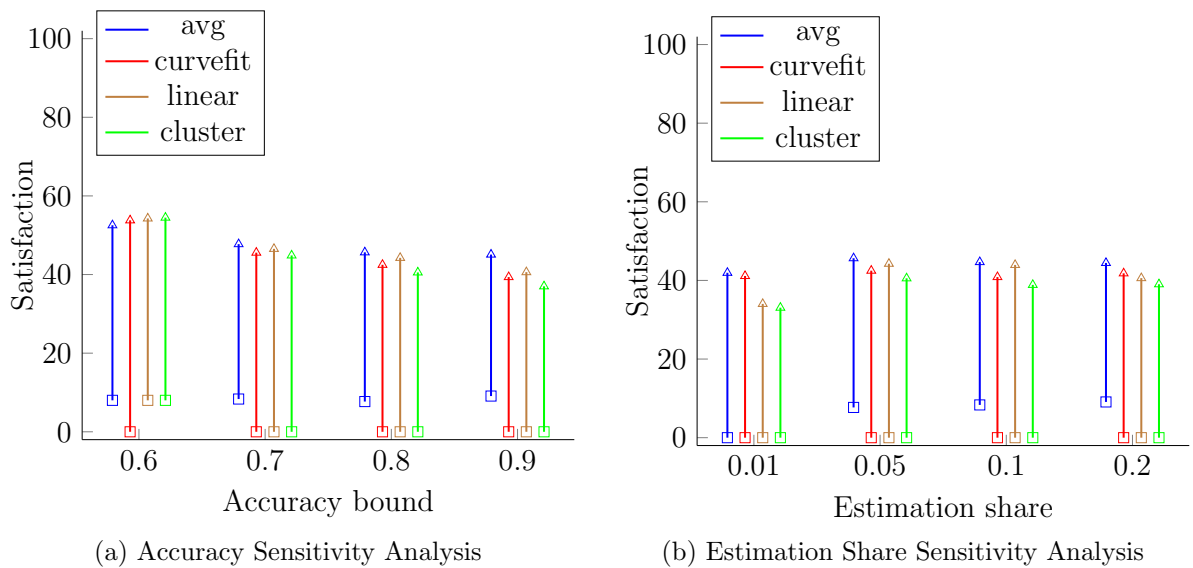 100
80
60
40
20
0
Satisfaction
avg
curvefit
linear
cluster
0.6 0.7 0.8 0.9
Accuracy bound
(a) Accuracy Sensitivity Analysis
100
80
60
40
20
0
Satisfaction
avg
curvefit
linear
cluster
0.01 0.05 0.1 0.2
Estimation share
(b) Estimation Share Sensitivity Analysis